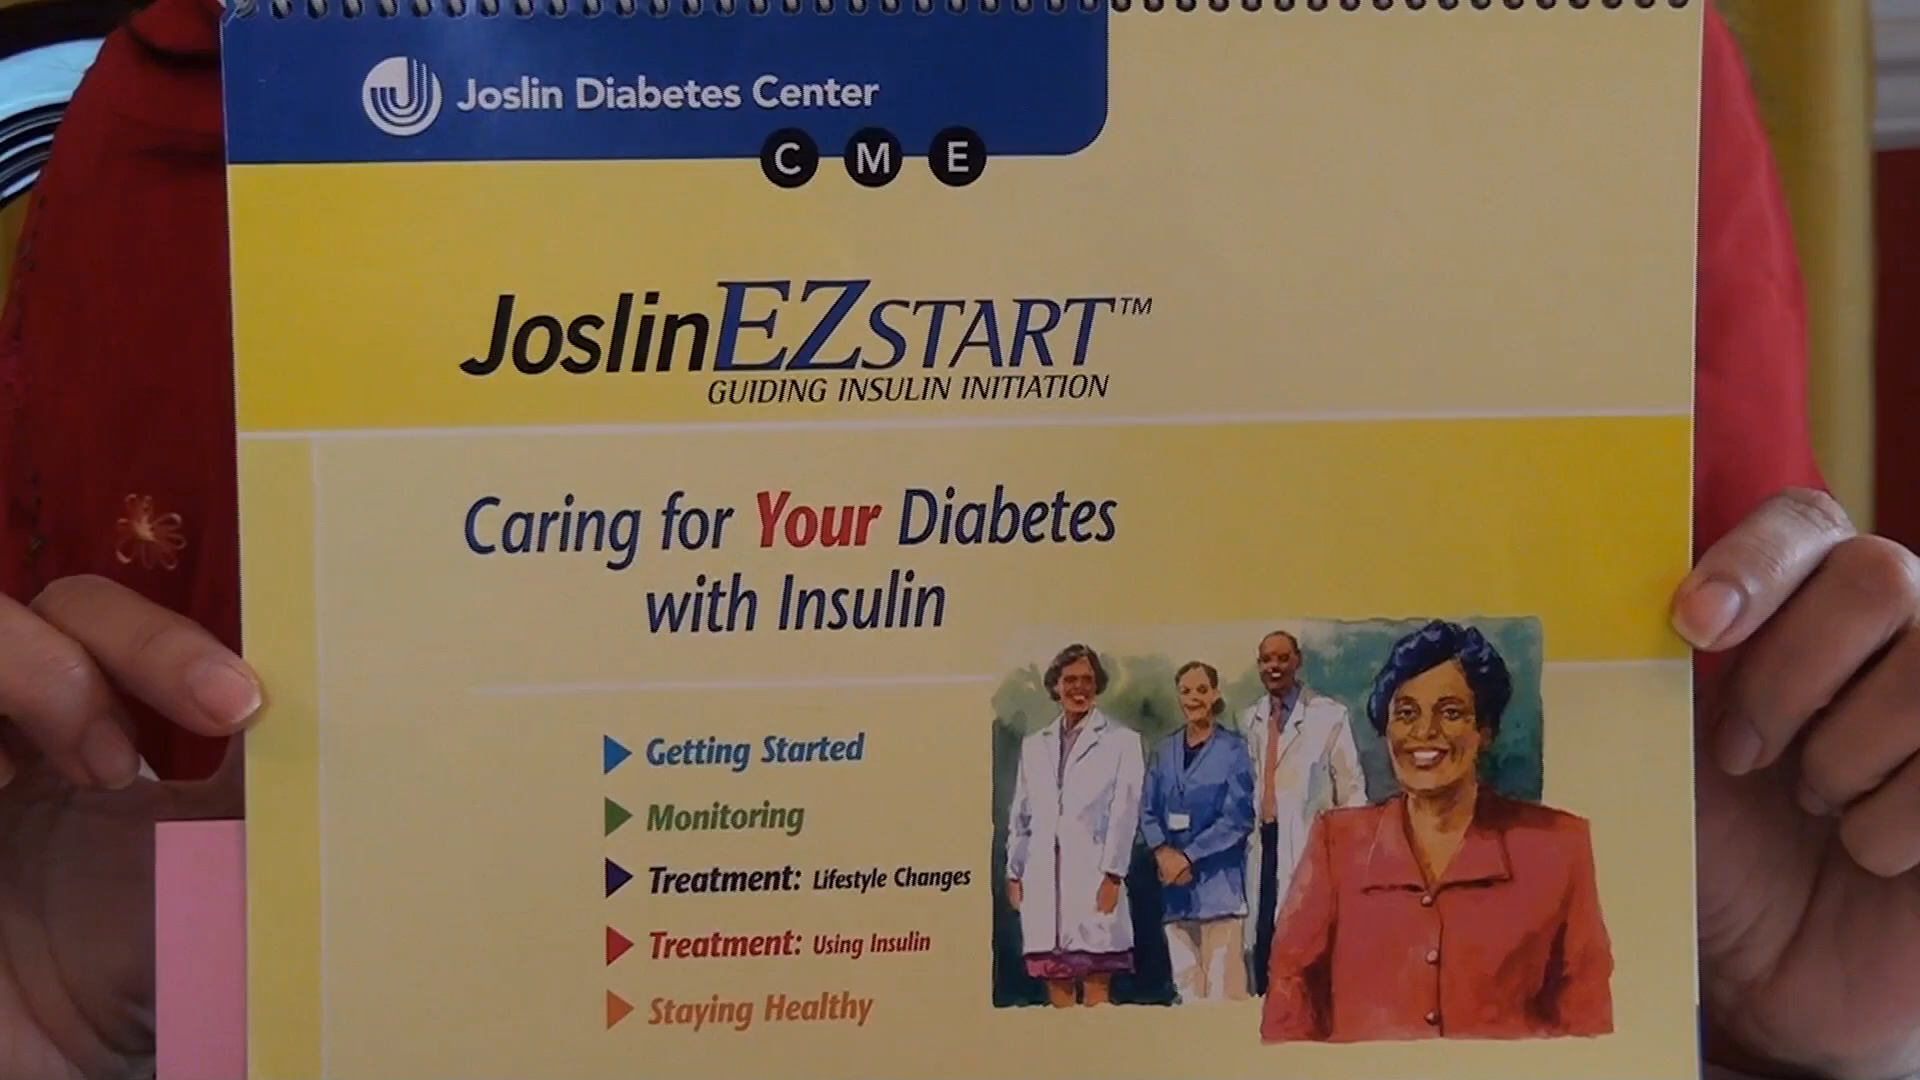 Joslin Diabetes Center
C M E
JoslinEZSTART™
GUIDING INSULIN INITIATION
Caring for Your Diabetes
with Insulin
Getting Started
Monitoring
Treatment: Lifestyle Changes
Treatment: Using Insulin
Staying Healthy